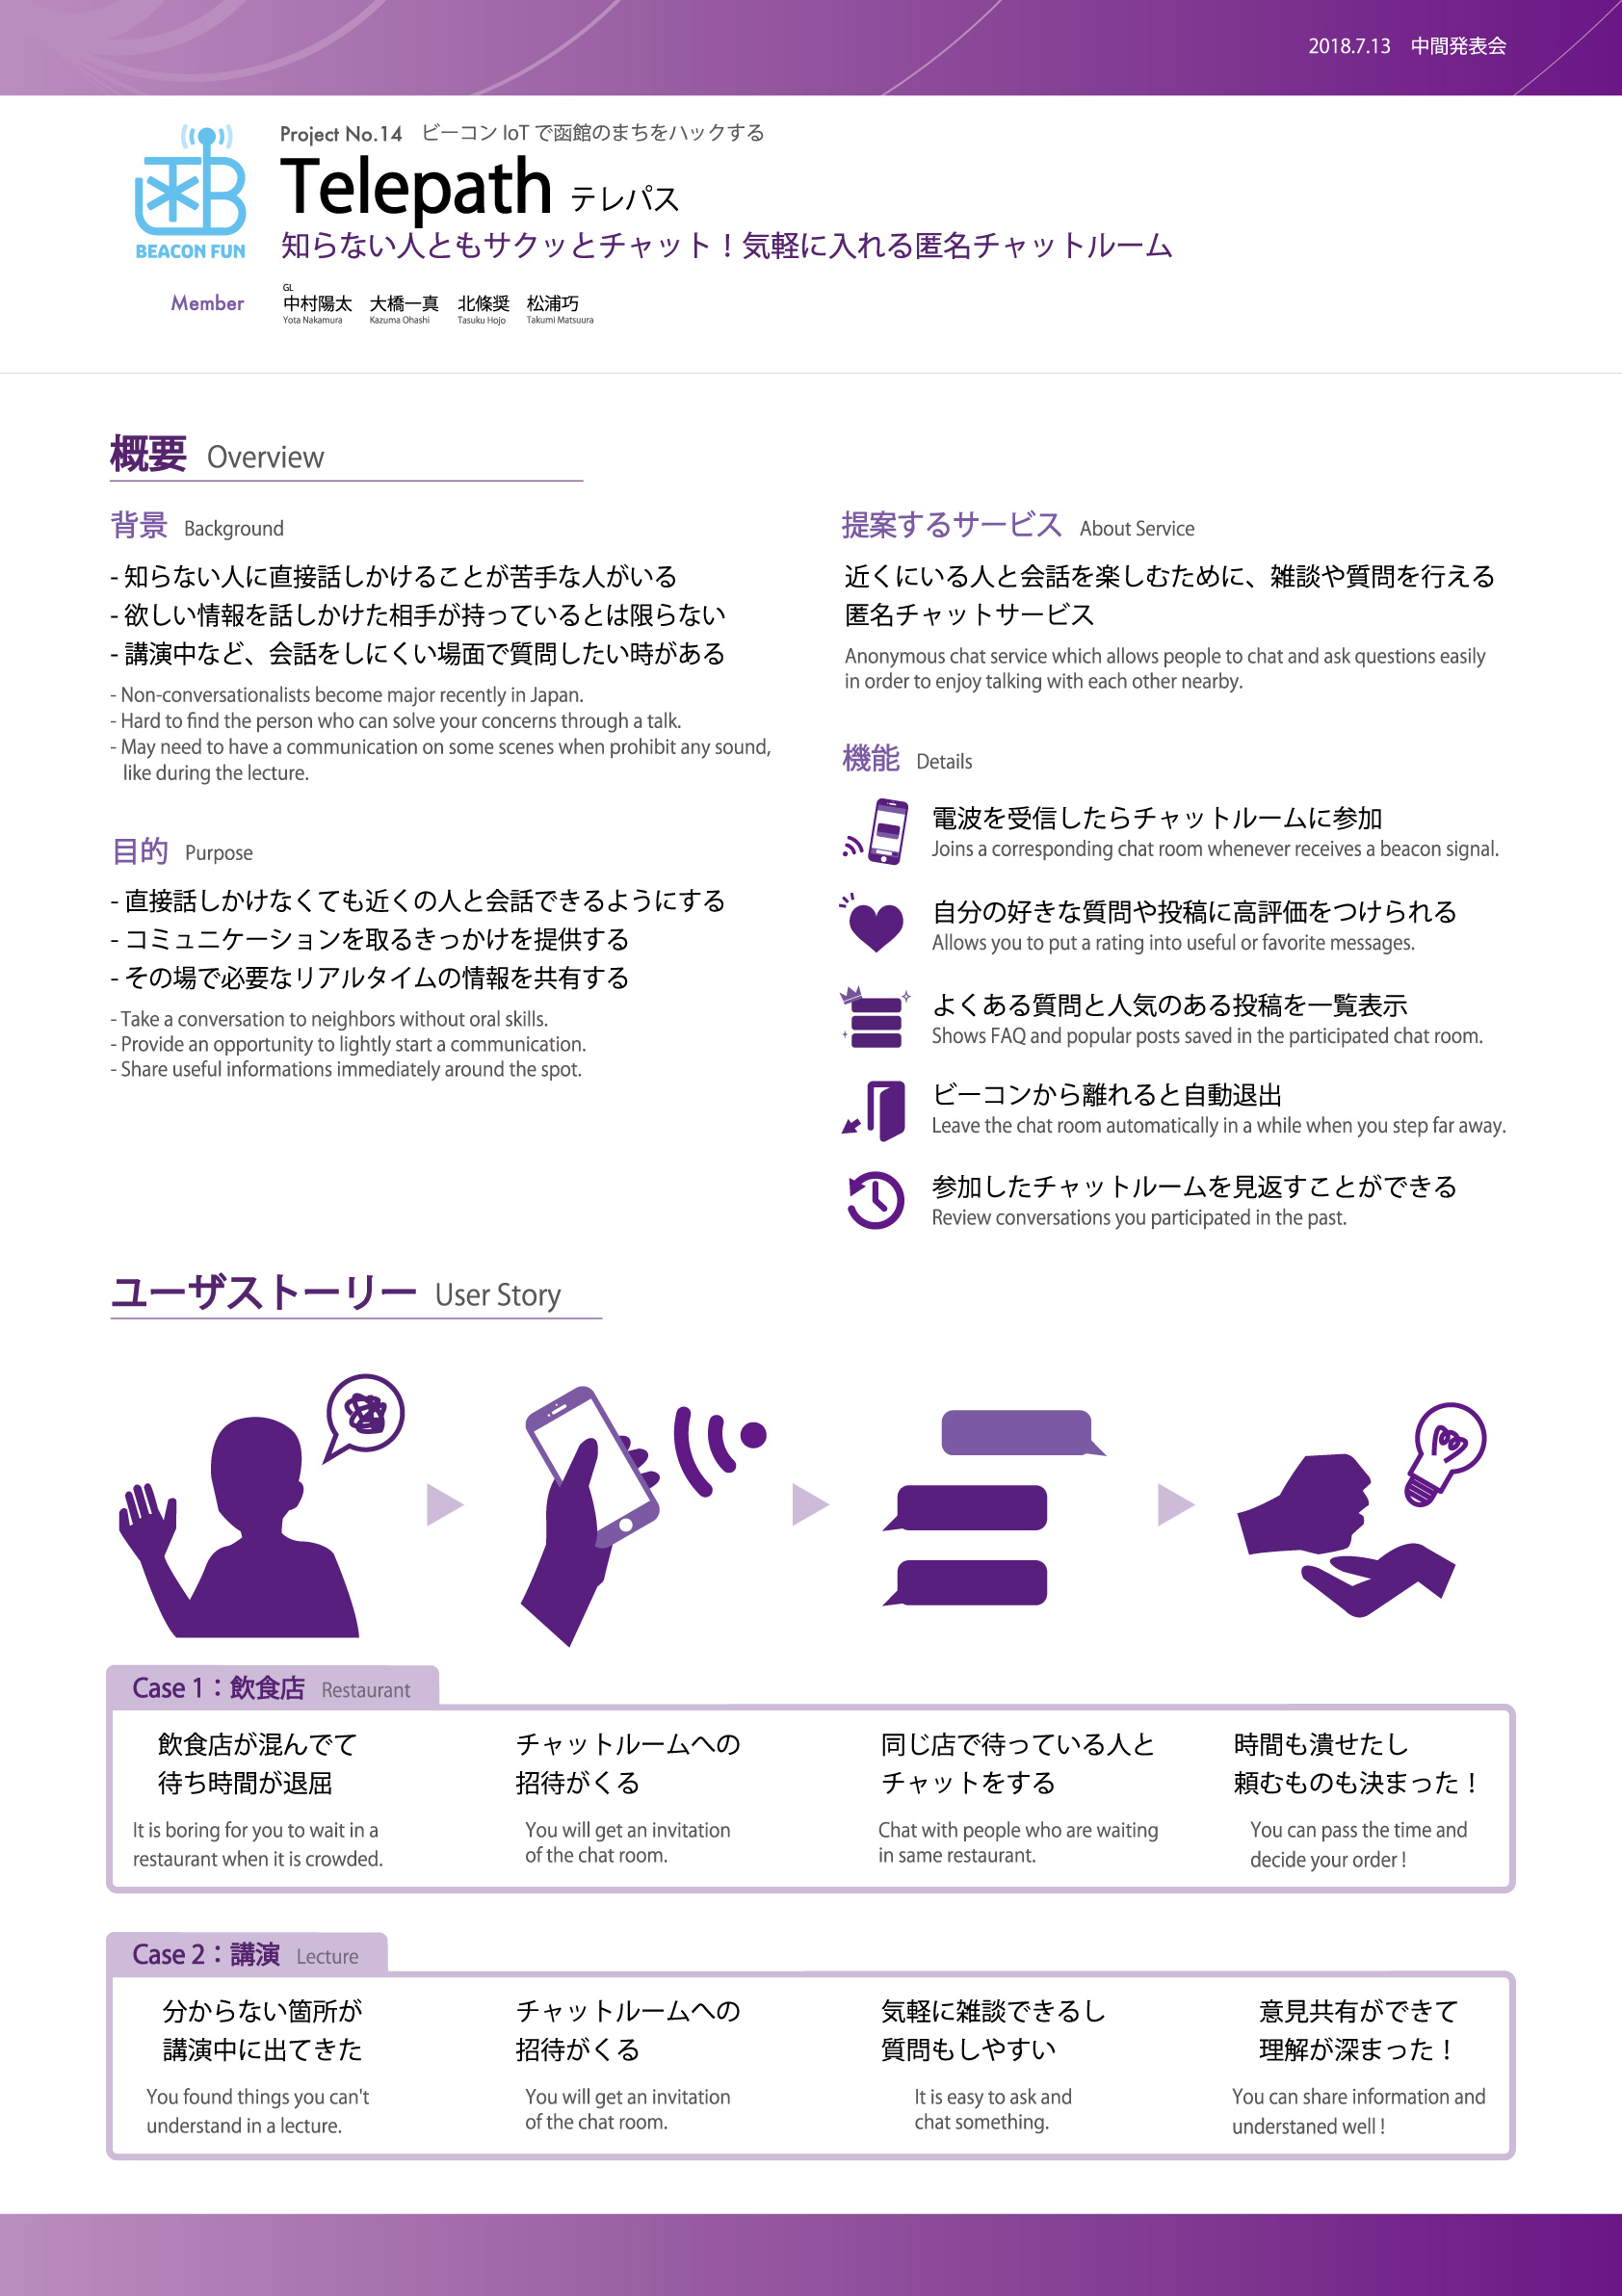 2018.7.13 中間発表会
BEACON FUN
Project No.14 ビーコン IoT で函館のまちをハックする
Telepath テレパス
知らない人ともサクッとチャット！気軽に入れる匿名チャットルーム
Member
GL
中村陽太 大橋一真 北條奨 松浦巧
Yota Nakamura Kazuma Ohashi Tasuku Hojo Takumi Matsuura
概要 Overview
背景 Background
- 知らない人に直接話しかけることが苦手な人がいる
- 欲しい情報を話しかけた相手が持っているとは限らない
- 講演中など、会話をしにくい場面で質問したい時がある
- Non-conversationalists become major recently in Japan.
- Hard to find the person who can solve your concerns through a talk.
- May need to have a communication on some scenes when prohibit any sound,
like during the lecture.
目的 Purpose
- 直接話しかけなくても近くの人と会話できるようにする
- コミュニケーションを取るきっかけを提供する
- その場で必要なリアルタイムの情報を共有する
- Take a conversation to neighbors without oral skills.
- Provide an opportunity to lightly start a communication.
- Share useful informations immediately around the spot.
提案するサービス About Service
近くにいる人と会話を楽しむために、雑談や質問を行える
匿名チャットサービス
Anonymous chat service which allows people to chat and ask questions easily
in order to enjoy talking with each other nearby.
機能 Details
電波を受信したらチャットルームに参加
Joins a corresponding chat room whenever receives a beacon signal.
自分の好きな質問や投稿に高評価をつけられる
Allows you to put a rating into useful or favorite messages.
よくある質問と人気のある投稿を一覧表示
Shows FAQ and popular posts saved in the participated chat room.
ビーコンから離れると自動退出
Leave the chat room automatically in a while when you step far away.
参加したチャットルームを見返すことができる
Review conversations you participated in the past.
ユーザストーリー User Story
Case 1：飲食店 Restaurant
飲食店が混んでて
待ち時間が退屈
It is boring for you to wait in a
restaurant when it is crowded.
チャットルームへの
招待がくる
You will get an invitation
of the chat room.
同じ店で待っている人と
チャットをする
Chat with people who are waiting
in same restaurant.
時間も潰せたし
頼むものも決まった！
You can pass the time and
decide your order !
Case 2：講演 Lecture
分からない箇所が
講演中に出てきた
You found things you can't
understand in a lecture.
チャットルームへの
招待がくる
You will get an invitation
of the chat room.
気軽に雑談できるし
質問もしやすい
It is easy to ask and
chat something.
意見共有ができて
理解が深まった！
You can share information and
understaned well !